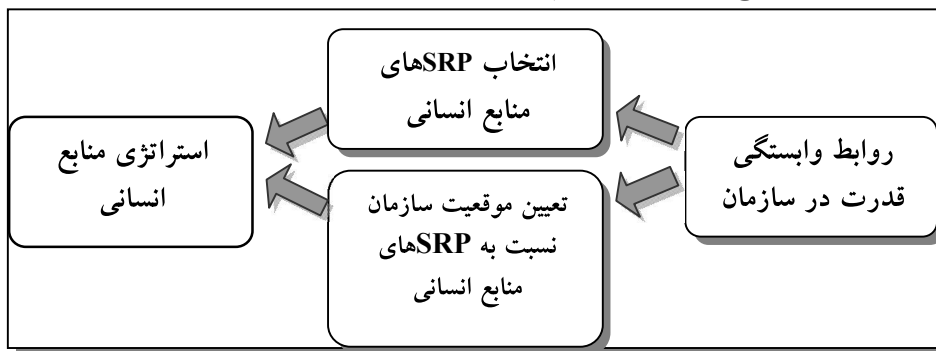 روابط وابستگی
قدرت در سازمان
انتخاب SRPهای
منابع انسانی
تعیین موقعیت سازمان
نسبت به SRPهای
منابع انسانی
استراتژی منابع
انسانی